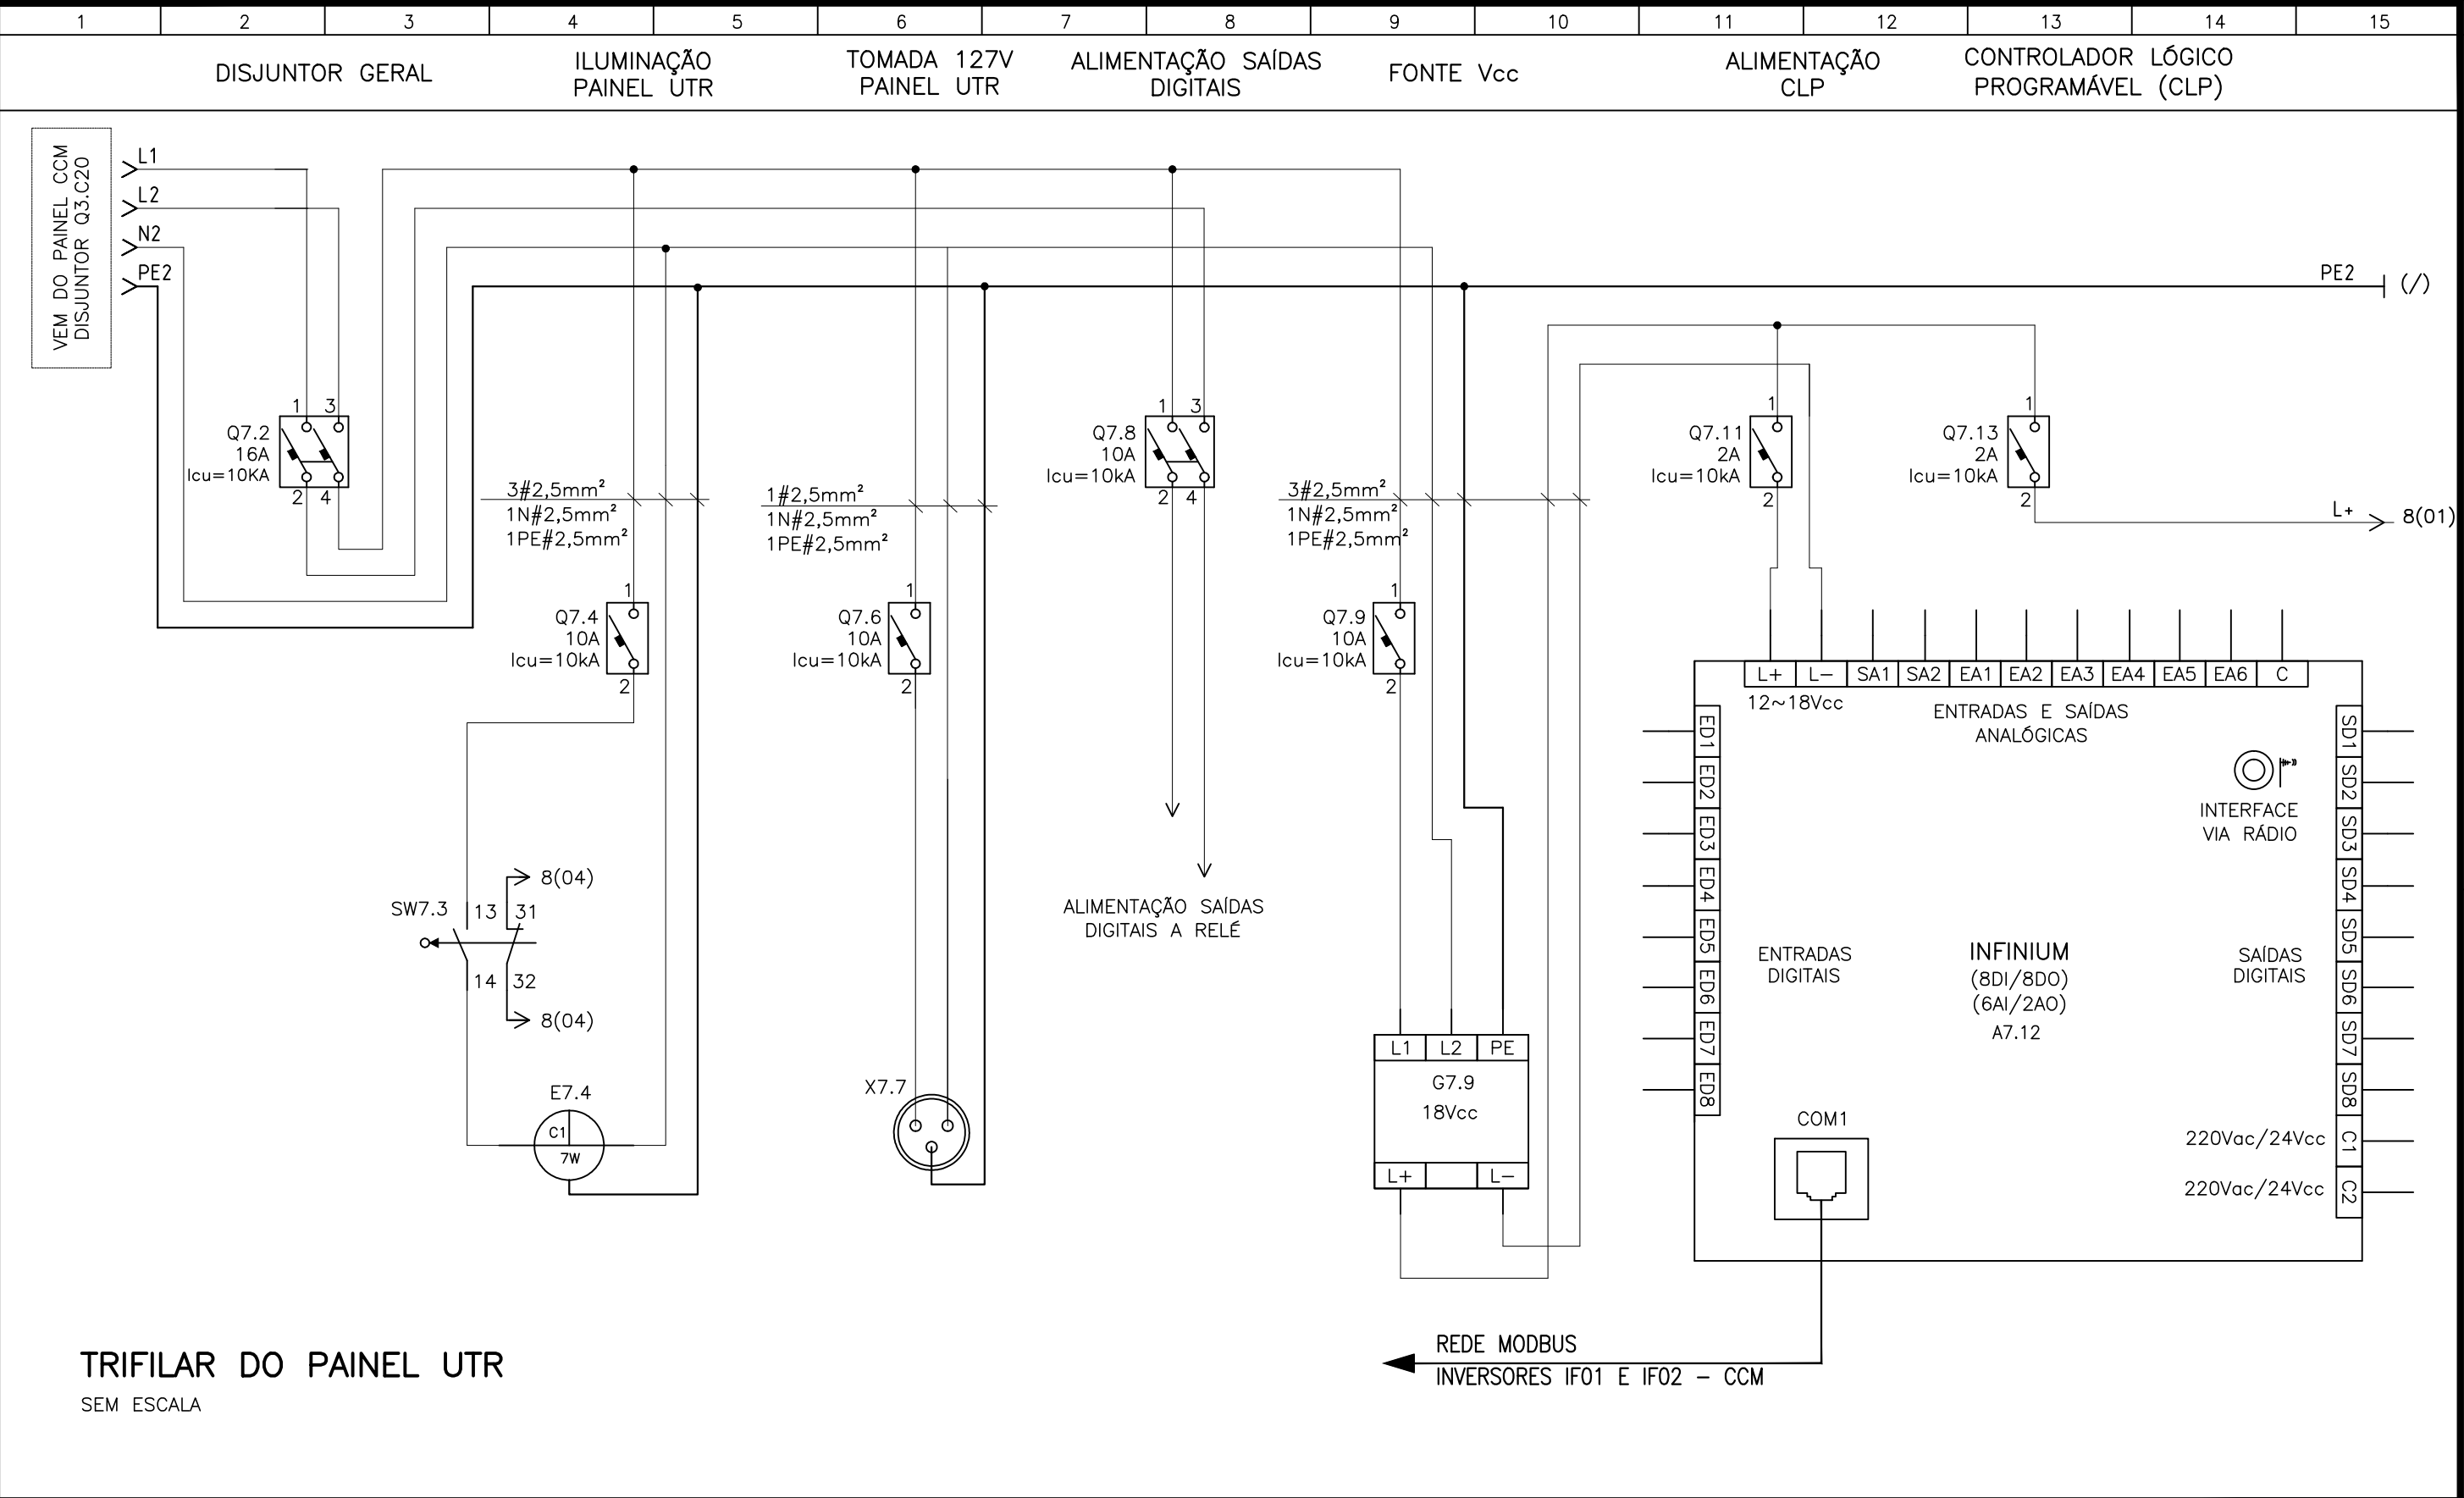 1 2 3 4 5 6 7 8 9 10 11 12 13 14 15
DISJUNTOR GERAL
ILUMINAÇÃO
PAINEL UTR
TOMADA 127V
PAINEL UTR
ALIMENTAÇÃO SAÍDAS
DIGITAIS
FONTE Vcc
ALIMENTAÇÃO
CLP
CONTROLADOR LÓGICO
PROGRAMÁVEL (CLP)
VEM DO PAINEL CCM
DISJUNTOR Q3.C20
L1
L2
N2
PE2
PE2 (/)
1 3
Q7.2
16A
Icu=10KA
2 4
3#2,5mm²
1N#2,5mm²
1PE#2,5mm²
1
Q7.4
10A
Icu=10kA
2
1#2,5mm²
1N#2,5mm²
1PE#2,5mm²
1
Q7.6
10A
Icu=10kA
2
1 3
Q7.8
10A
Icu=10kA
2 4
3#2,5mm²
1N#2,5mm²
1PE#2,5mm²
1
Q7.9
10A
Icu=10kA
2
1
Q7.11
2A
Icu=10kA
2
1
Q7.13
2A
Icu=10kA
2
L+ 8(01)
8(04)
SW7.3 13 31
14 32
8(04)
E7.4
C1
7W
X7.7
ALIMENTAÇÃO SAÍDAS
DIGITAIS A RELÉ
L1 L2 PE
G7.9
18Vcc
L+ L-
L+ L- SA1 SA2 EA1 EA2 EA3 EA4 EA5 EA6 C
12~18Vcc
ENTRADAS E SAÍDAS
ANALÓGICAS
ED1
ED2
ED3
ED4
ED5
ED6
ED7
ED8
ENTRADAS
DIGITAIS
INFINIUM
(8DI/8DO)
(6AI/2AO)
A7.12
INTERFACE
VIA RÁDIO
SAÍDAS
DIGITAIS
SD1
SD2
SD3
SD4
SD5
SD6
SD7
SD8
220Vac/24Vcc C1
220Vac/24Vcc C2
COM1
REDE MODBUS
INVERSORES IF01 E IF02 - CCM
TRIFILAR DO PAINEL UTR
SEM ESCALA